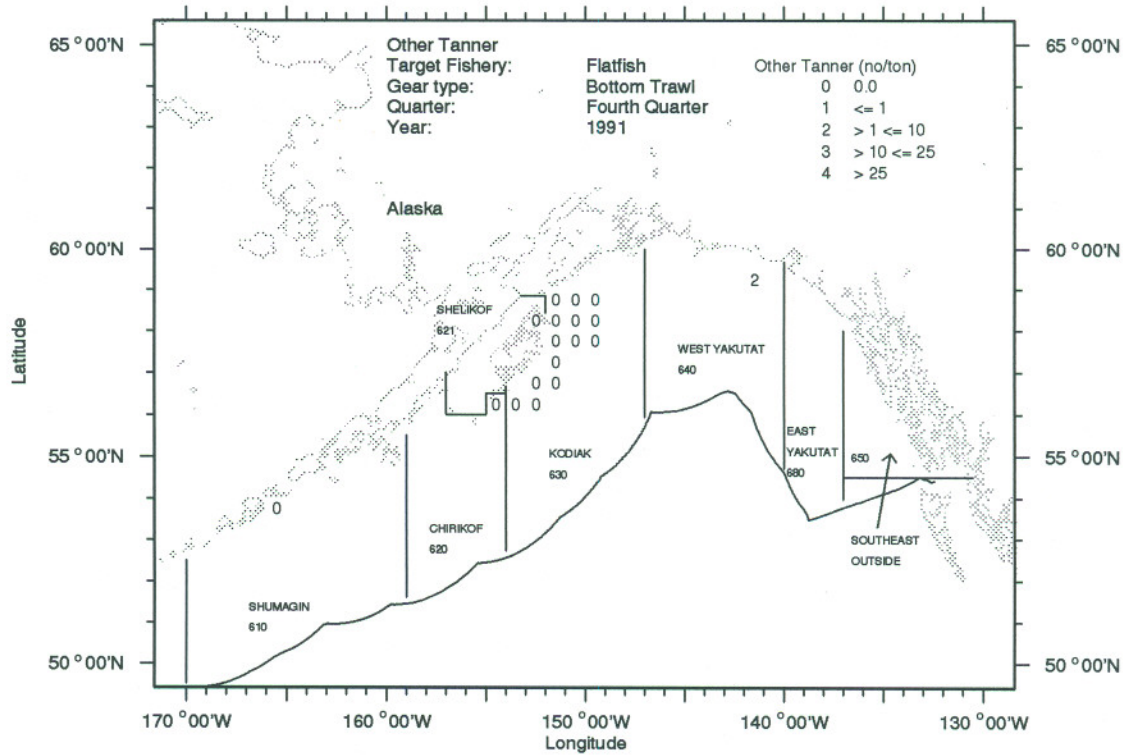 65 °00'N
65 °00'N
Other Tanner
Target Fishery: Flatfish
Gear type: Bottom Trawl
Quarter: Fourth Quarter
Year: 1991
Other Tanner (no/ton)
0 0.0
1 <= 1
2 > 1 <= 10
3 > 10 <= 25
4 > 25
Alaska
60 °00'N
60 °00'N
2
SHELIKOF
621
0 0 0
0 0 0 0
0 0 0
0
0 0
0 0 0
WEST YAKUTAT
640
EAST
YAKUTAT
680
650
55 °00'N
55 °00'N
KODIAK
630
0
CHIRIKOF
620
SOUTHEAST
OUTSIDE
SHUMAGIN
610
50 °00'N
50 °00'N
Latitude
170 °00'W
160 °00'W
150 °00'W
140 °00'W
130 °00'W
Longitude